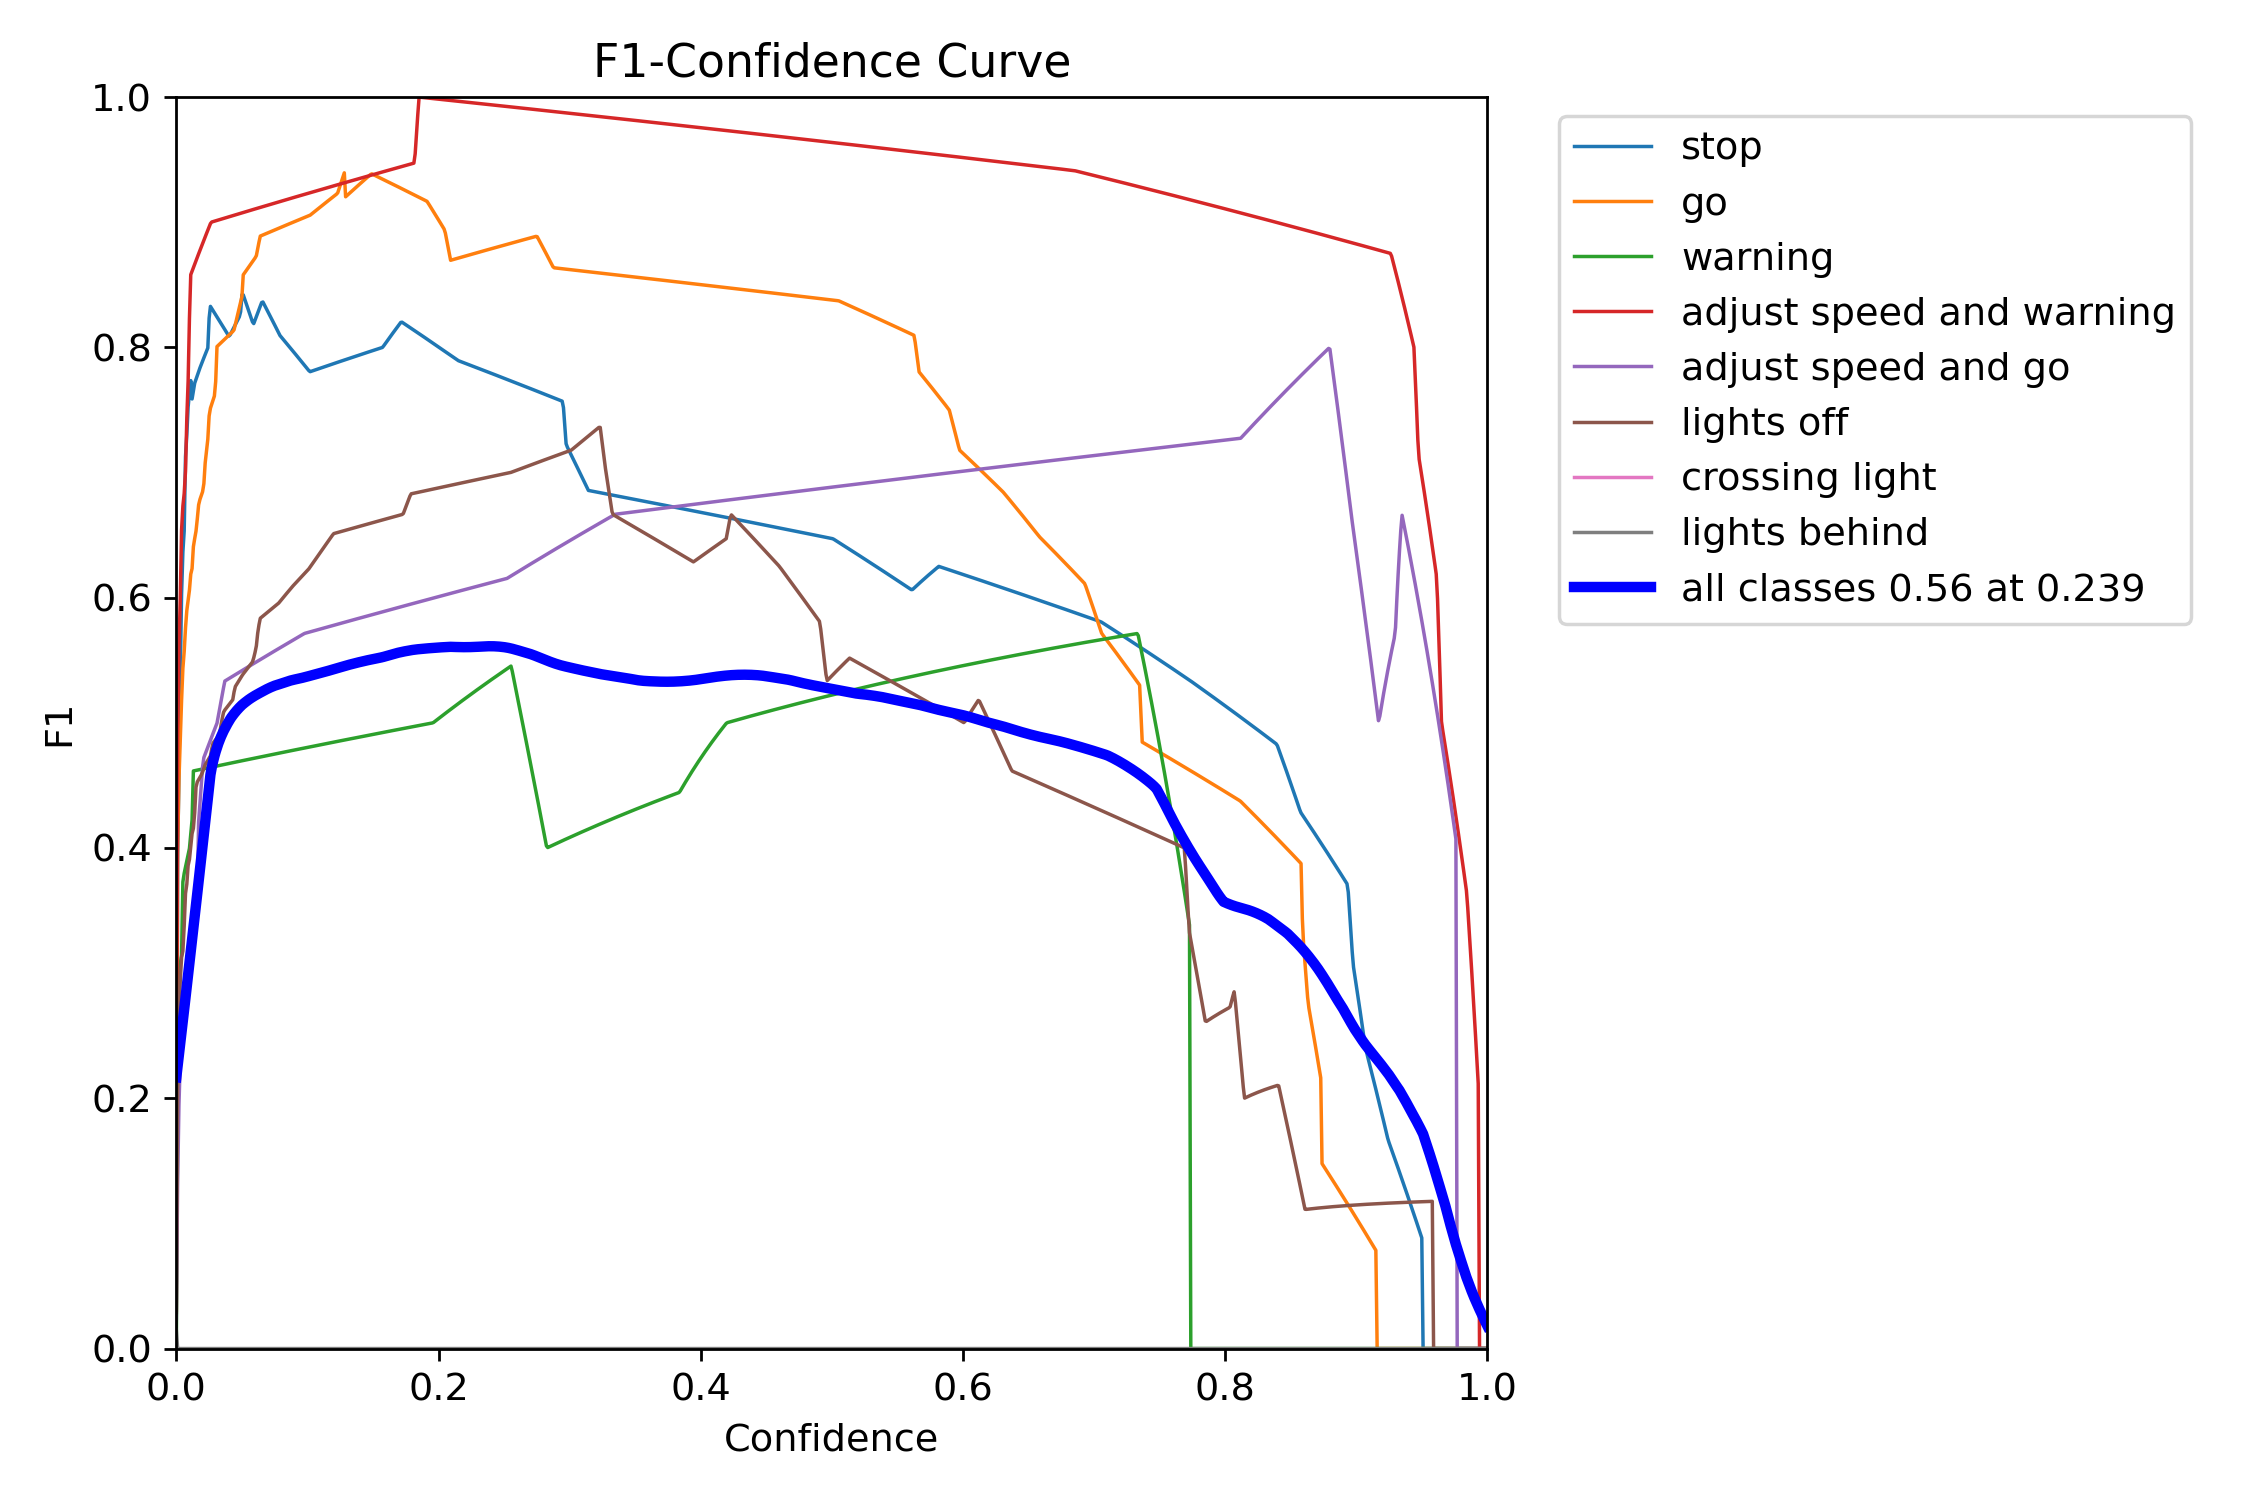 F1-Confidence Curve
1.0
0.8
0.6
0.4
0.2
0.0
F1
0.0 0.2 0.4 0.6 0.8 1.0
Confidence
stop
go
warning
adjust speed and warning
adjust speed and go
lights off
crossing light
lights behind
all classes 0.56 at 0.239